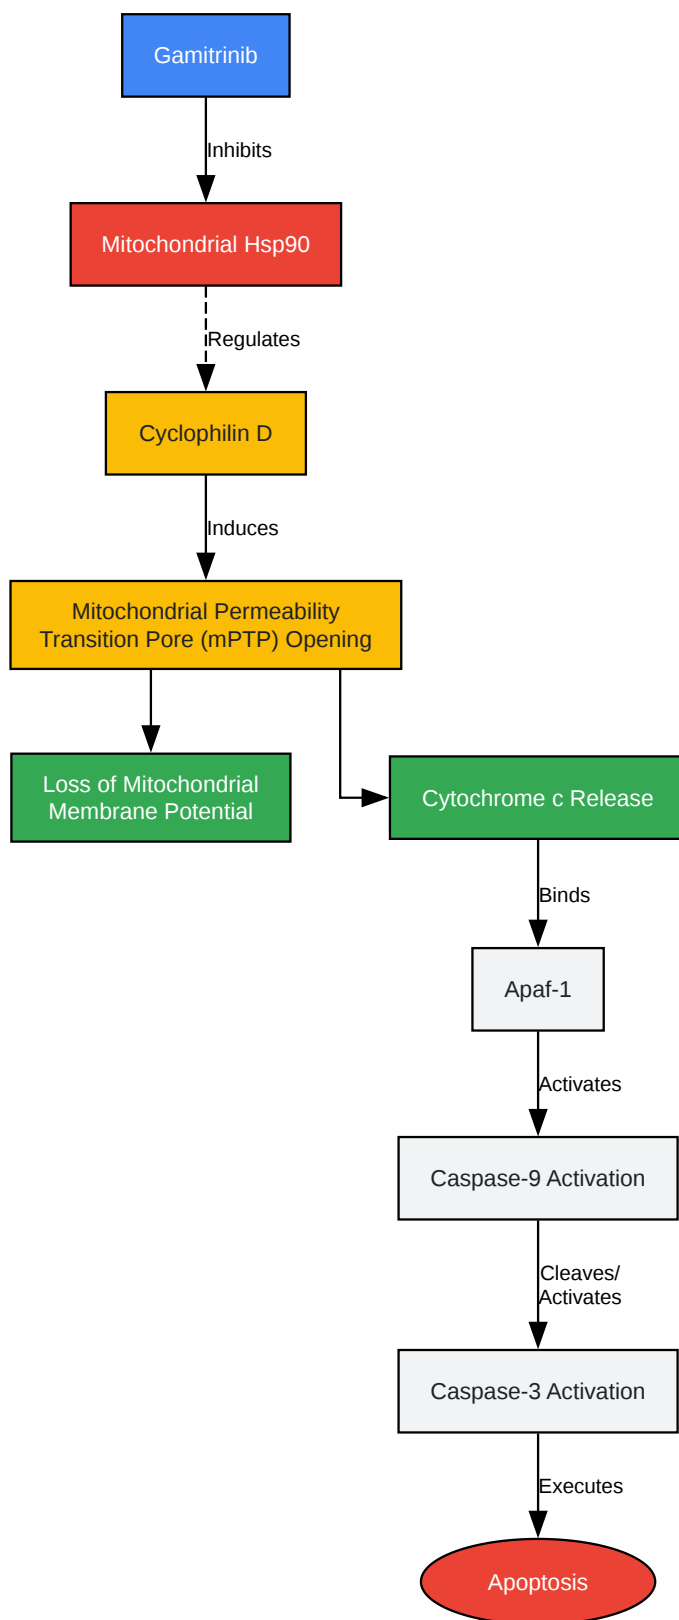 Gamitrinib
Inhibits
Mitochondrial Hsp90
Regulates
Cyclophilin D
Induces
Mitochondrial Permeability
Transition Pore (mPTP) Opening
Loss of Mitochondrial
Membrane Potential
Cytochrome c Release
Binds
Apaf-1
Activates
Caspase-9 Activation
Cleaves/
Activates
Caspase-3 Activation
Executes
Apoptosis